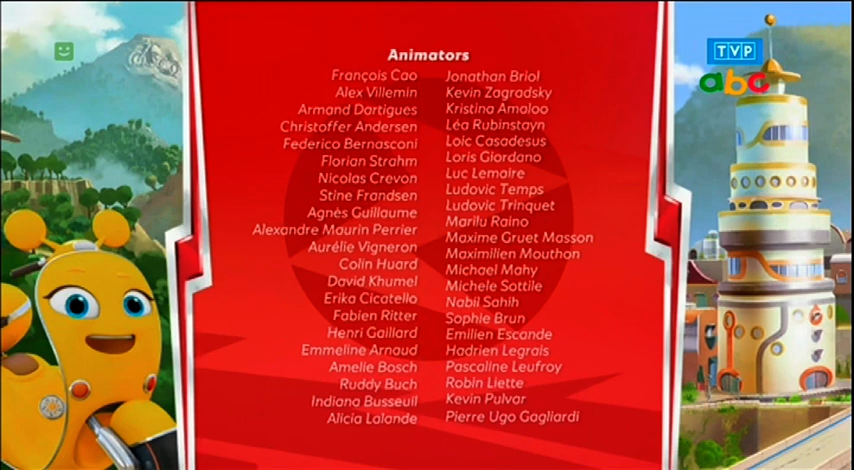 Animators
François Cao
Alex Villemin
Armand Dartigues
Christoffer Andersen
Federico Bernasconi
Florian Strahm
Nicolas Crevon
Stine Frandsen
Agnès Guillaume
Alexandre Maurin Perrier
Aurélie Vigneron
Colin Huard
David Khumel
Erika Cicatello
Fabien Ritter
Henri Gaillard
Emmeline Arnaud
Amelie Bosch
Ruddy Buch
Indiana Busseuil
Alicia Lalande
Jonathan Briol
Kevin Zagradsky
Kristina Amaloo
Léa Rubinstayn
Loic Casadesus
Loris Giordano
Luc Lemaire
Ludovic Temps
Ludovic Trinquet
Marilu Raino
Maxime Gruet Masson
Maximilien Mouthon
Michael Mahy
Michele Sottile
Nabil Sahih
Sophie Brun
Emilien Escande
Hadrien Legrais
Pascaline Leufroy
Robin Liette
Kevin Pulvar
Pierre Ugo Gagliardi
TVP
abc